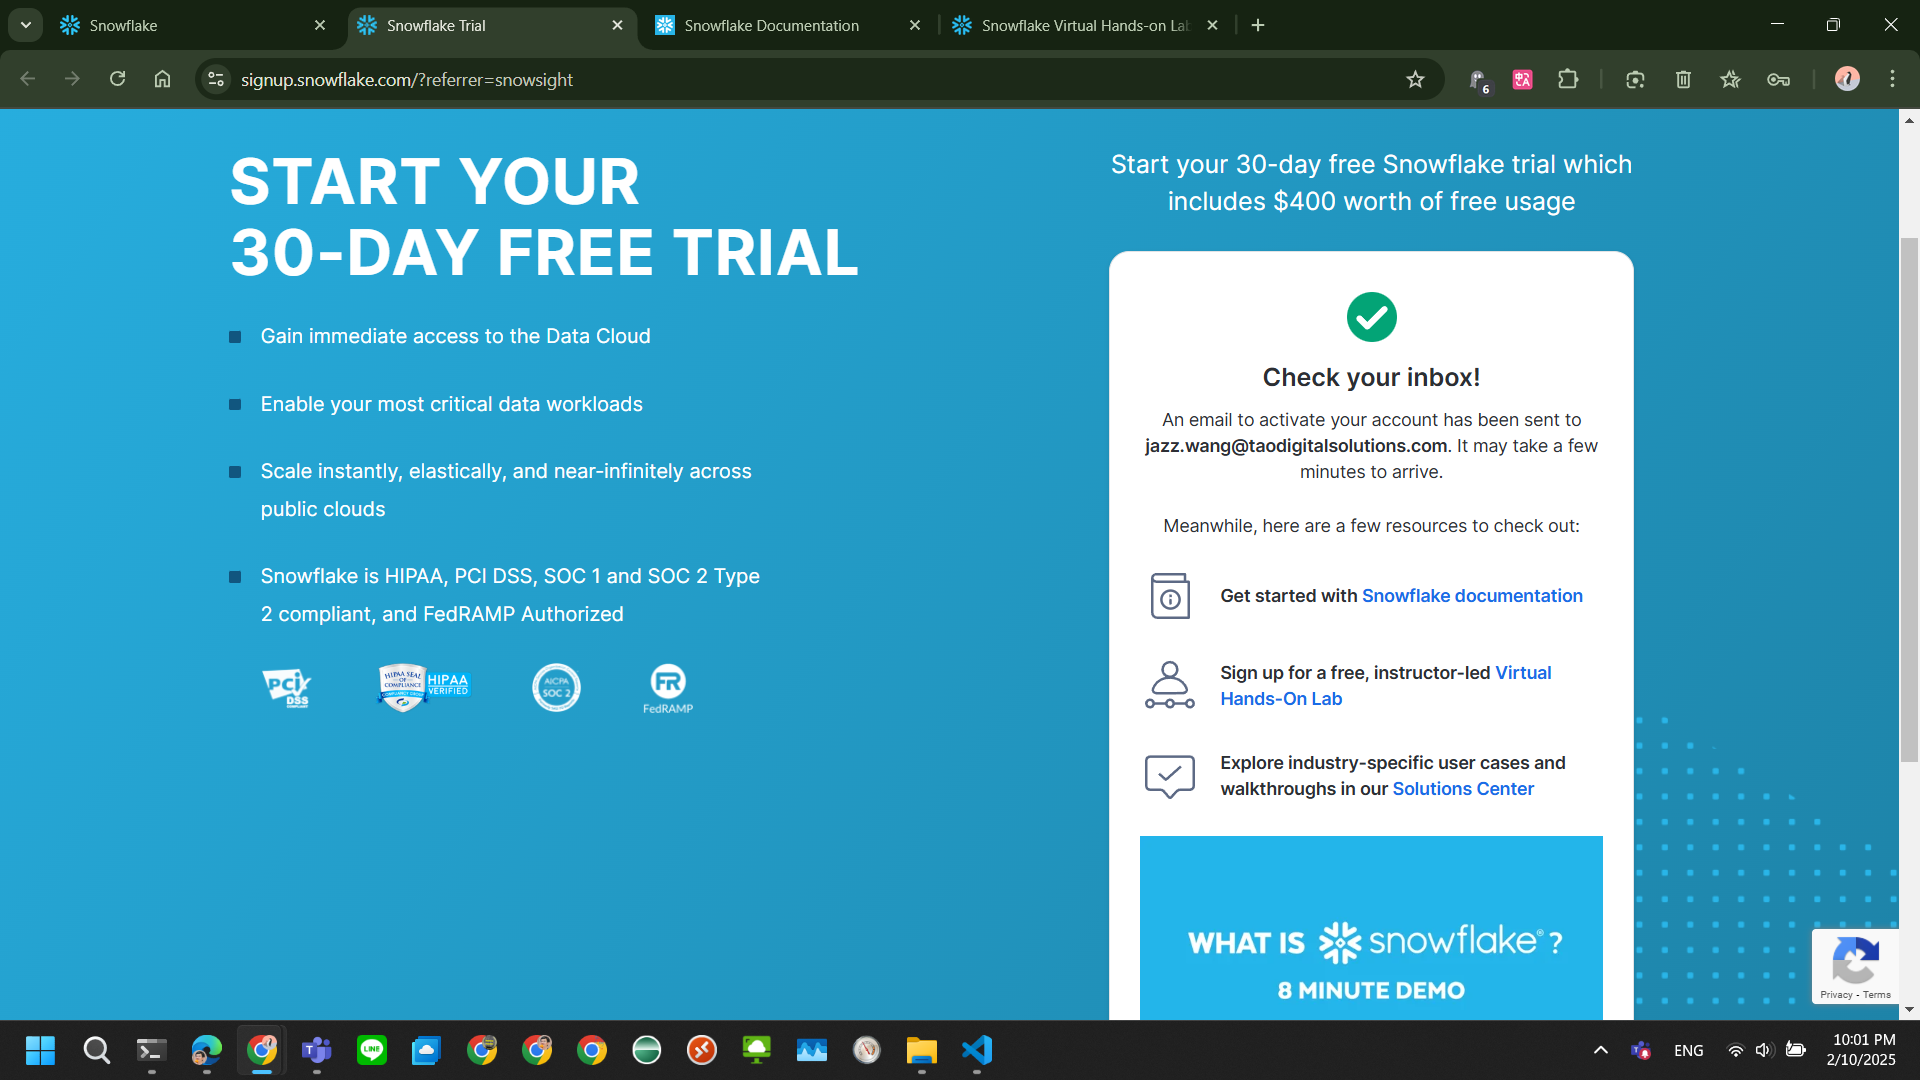 Snowflake
Snowflake Trial
Snowflake Documentation
Snowflake Virtual Hands-on Lab
signup.snowflake.com/?referrer=snowsight
6
START YOUR
30-DAY FREE TRIAL
Gain immediate access to the Data Cloud
Enable your most critical data workloads
Scale instantly, elastically, and near-infinitely across
public clouds
Snowflake is HIPAA, PCI DSS, SOC 1 and SOC 2 Type
2 compliant, and FedRAMP Authorized
PCI
DSS
COMPLIANT
HIPAA SEAL
OF
COMPLIANCE
HIPAA
VERIFIED
AICPA
SOC 2
FR
FedRAMP
Start your 30-day free Snowflake trial which
includes $400 worth of free usage
Check your inbox!
An email to activate your account has been sent to
jazz.wang@taodigitalsolutions.com. It may take a few
minutes to arrive.
Meanwhile, here are a few resources to check out:
Get started with Snowflake documentation
Sign up for a free, instructor-led Virtual
Hands-On Lab
Explore industry-specific user cases and
walkthroughs in our Solutions Center
WHAT IS snowflake® ?
8 MINUTE DEMO
Privacy - Terms
LINE
ENG
10:01 PM
2/10/2025